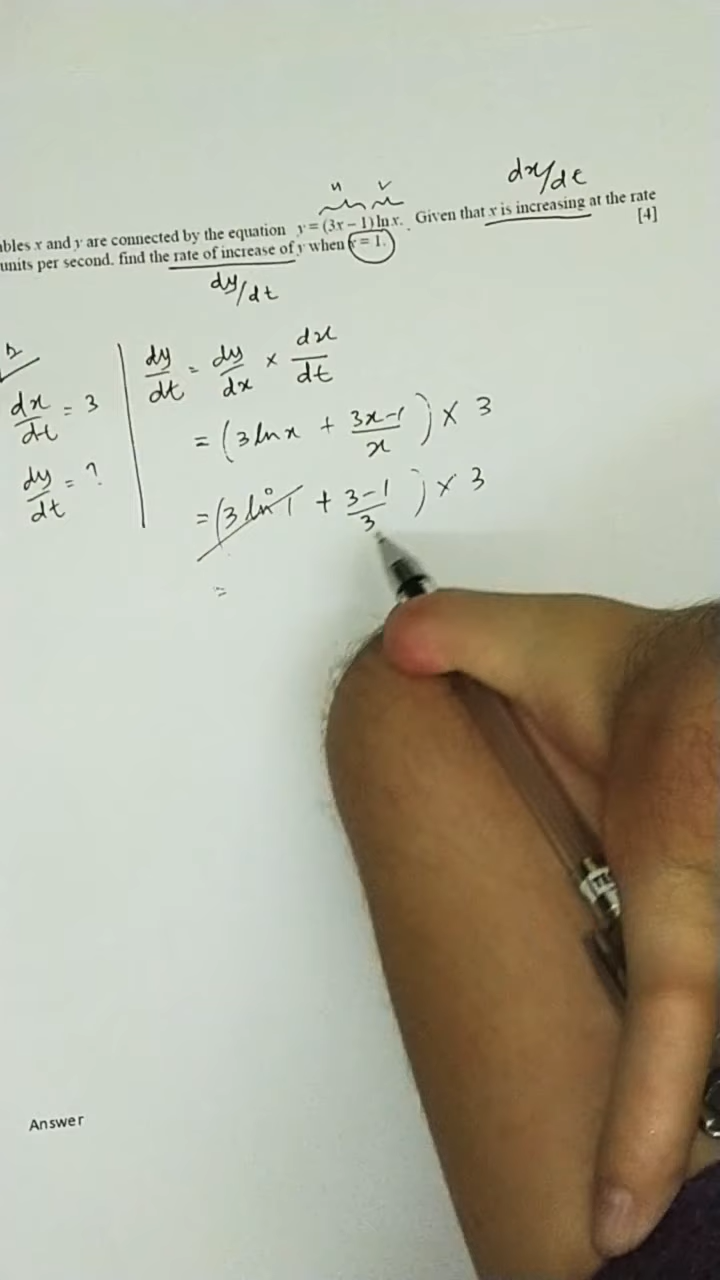 dx/dt
u v
bles x and y are connected by the equation y = (3x – 1) ln x. Given that x is increasing at the rate
units per second. find the rate of increase of y when x = 1. [4]
dy/dt
dy/dt = dy/dx × dx/dt
dx/dt = 3
= (3 ln x + 3x-1/x) × 3
dy/dt = ?
= (3 ln 1 0 + 3-1/3) × 3
=
Answer